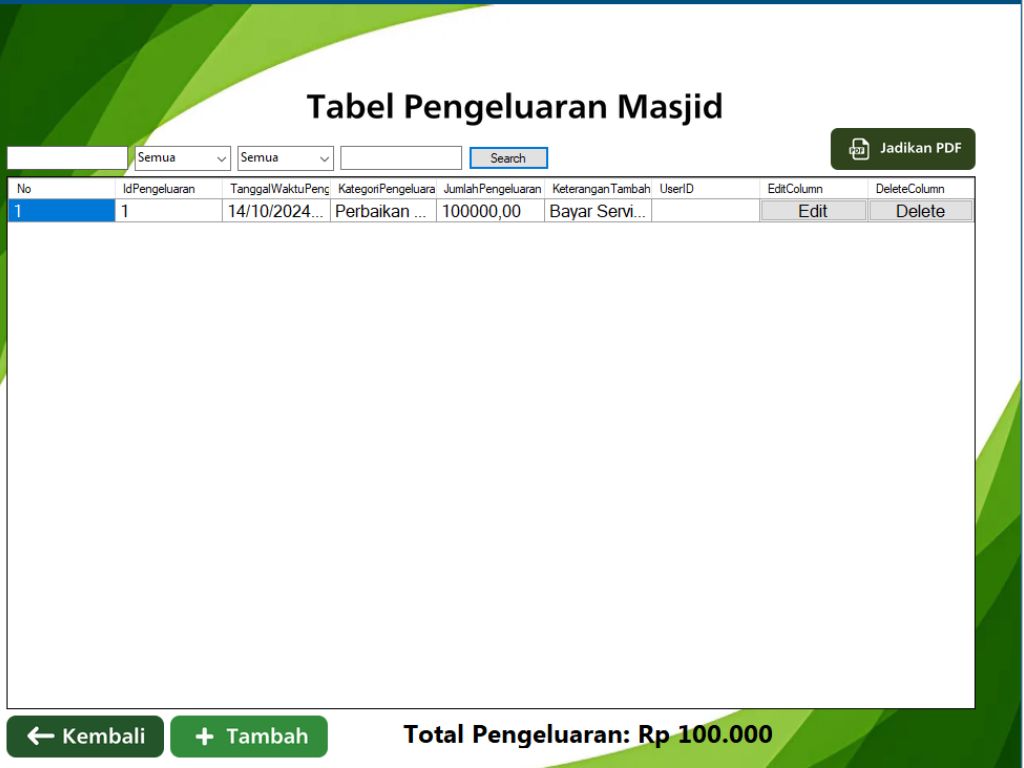 Tabel Pengeluaran Masjid
PDF Jadikan PDF
Semua Semua Search
No IdPengeluaran TanggalWaktuPeng KategoriPengeluara JumlahPengeluaran KeteranganTambah UserID EditColumn DeleteColumn
1 1 14/10/2024... Perbaikan ... 100000,00 Bayar Servi... Edit Delete
Kembali + Tambah Total Pengeluaran: Rp 100.000